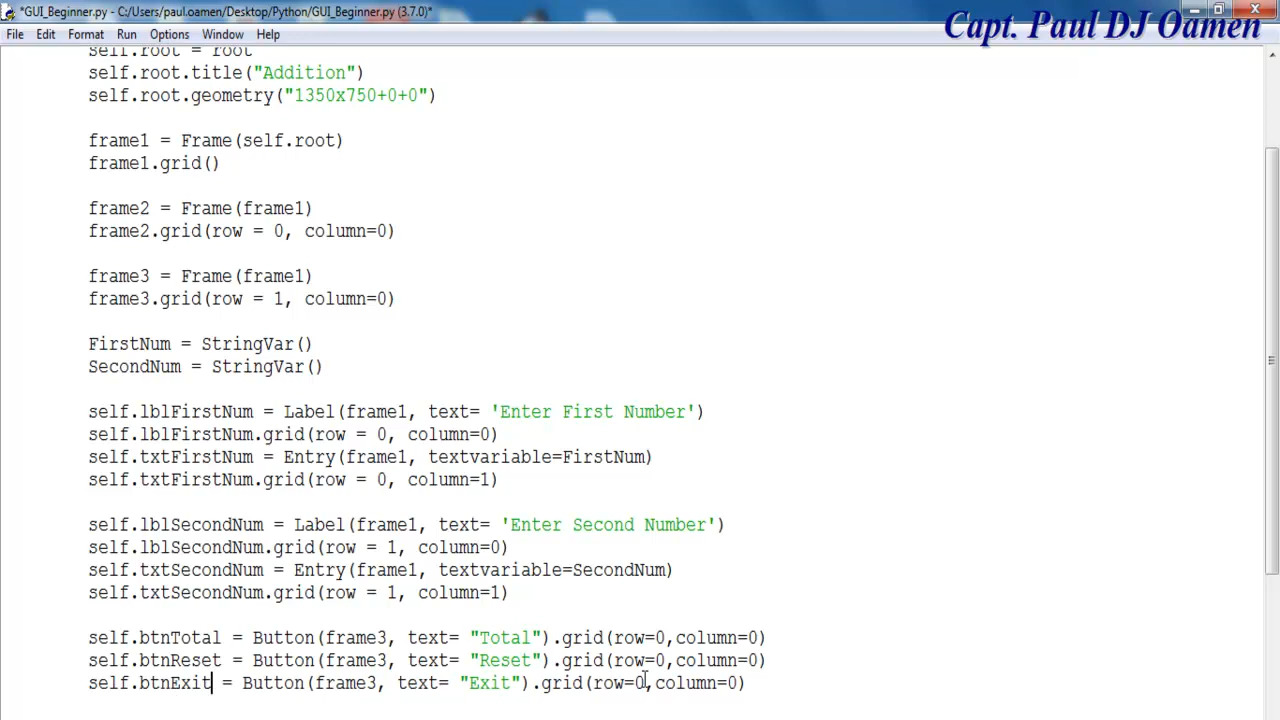 *GUI_Beginner.py - C:/Users/paul.oamen/Desktop/Python/GUI_Beginner.py (3.7.0)*
Capt. Paul DJ Oamen
File Edit Format Run Options Window Help
self.root = root
self.root.title("Addition")
self.root.geometry("1350x750+0+0")
frame1 = Frame(self.root)
frame1.grid()
frame2 = Frame(frame1)
frame2.grid(row = 0, column=0)
frame3 = Frame(frame1)
frame3.grid(row = 1, column=0)
FirstNum = StringVar()
SecondNum = StringVar()
self.lblFirstNum = Label(frame1, text= 'Enter First Number')
self.lblFirstNum.grid(row = 0, column=0)
self.txtFirstNum = Entry(frame1, textvariable=FirstNum)
self.txtFirstNum.grid(row = 0, column=1)
self.lblSecondNum = Label(frame1, text= 'Enter Second Number')
self.lblSecondNum.grid(row = 1, column=0)
self.txtSecondNum = Entry(frame1, textvariable=SecondNum)
self.txtSecondNum.grid(row = 1, column=1)
self.btnTotal = Button(frame3, text= "Total").grid(row=0,column=0)
self.btnReset = Button(frame3, text= "Reset").grid(row=0,column=0)
self.btnExit = Button(frame3, text= "Exit").grid(row=0,column=0)